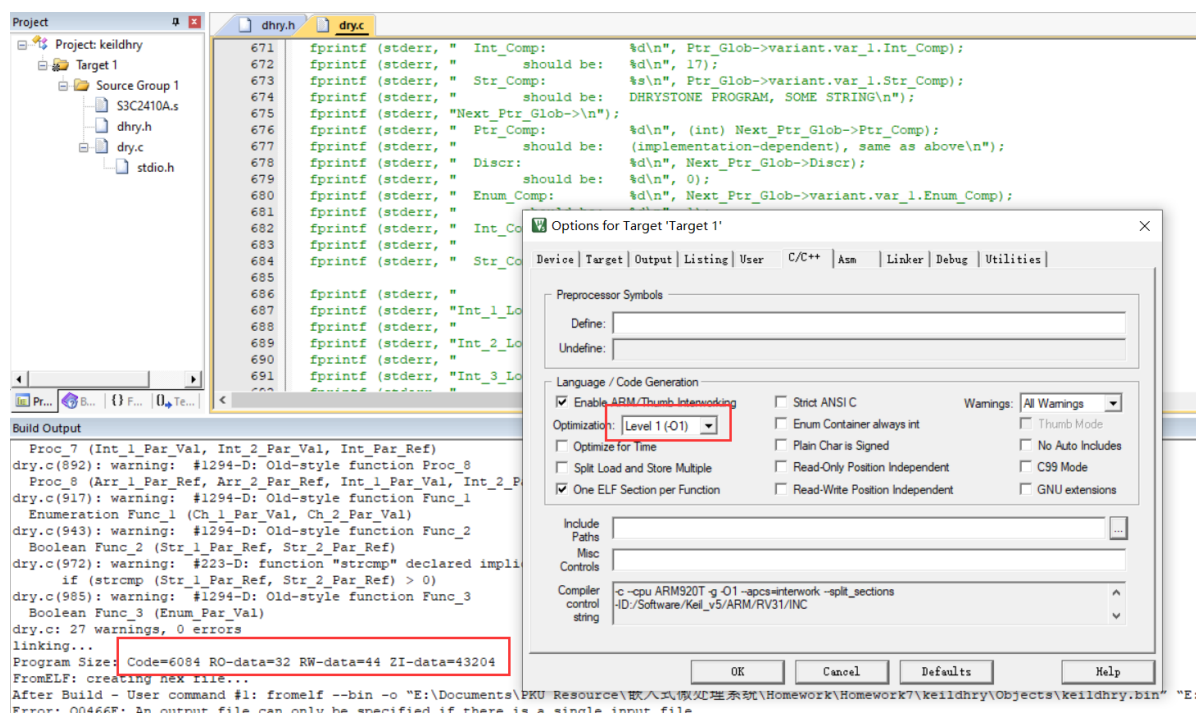 Project
Project: keildhry
Target 1
Source Group 1
S3C2410A.s
dhry.h
dry.c
stdio.h
Pr...
B...
{} F...
Te...
dhry.h
dry.c
671 fprintf (stderr, "  Int_Comp:          %d\n", Ptr_Glob->variant.var_1.Int_Comp);
672 fprintf (stderr, "        should be:   %d\n", 17);
673 fprintf (stderr, "  Str_Comp:          %s\n", Ptr_Glob->variant.var_1.Str_Comp);
674 fprintf (stderr, "        should be:   DHRYSTONE PROGRAM, SOME STRING\n");
675 fprintf (stderr, "Next_Ptr_Glob->\n");
676 fprintf (stderr, "  Ptr_Comp:          %d\n", (int) Next_Ptr_Glob->Ptr_Comp);
677 fprintf (stderr, "        should be:   (implementation-dependent), same as above\n");
678 fprintf (stderr, "  Discr:             %d\n", Next_Ptr_Glob->Discr);
679 fprintf (stderr, "        should be:   %d\n", 0);
680 fprintf (stderr, "  Enum_Comp:         %d\n", Next_Ptr_Glob->variant.var_1.Enum_Comp);
681 fprintf (stderr, "
682 fprintf (stderr, "  Int_Co
683 fprintf (stderr, "
684 fprintf (stderr, "  Str_Co
685
686 fprintf (stderr, "
687 fprintf (stderr, "Int_1_Lo
688 fprintf (stderr, "
689 fprintf (stderr, "Int_2_Lo
690 fprintf (stderr, "
691 fprintf (stderr, "Int_3_Lo
Options for Target 'Target 1'
Device Target Output Listing User C/C++ Asm Linker Debug Utilities
Preprocessor Symbols
Define:
Undefine:
Language / Code Generation
Enable ARM/Thumb Interworking
Strict ANSI C
Warnings: All Warnings
Optimization: Level 1 (-O1)
Enum Container always int
Thumb Mode
Optimize for Time
Plain Char is Signed
No Auto Includes
Split Load and Store Multiple
Read-Only Position Independent
C99 Mode
One ELF Section per Function
Read-Write Position Independent
GNU extensions
Include Paths
...
Misc Controls
Compiler control string
-c --cpu ARM920T -g -O1 --apcs=interwork --split_sections
-ID:/Software/Keil_v5/ARM/RV31/INC
OK Cancel Defaults Help
Build Output
Proc_7 (Int_1_Par_Val, Int_2_Par_Val, Int_Par_Ref)
dry.c(892): warning:  #1294-D: Old-style function Proc_8
Proc_8 (Arr_1_Par_Ref, Arr_2_Par_Ref, Int_1_Par_Val, Int_2_P
dry.c(917): warning:  #1294-D: Old-style function Func_1
Enumeration Func_1 (Ch_1_Par_Val, Ch_2_Par_Val)
dry.c(943): warning:  #1294-D: Old-style function Func_2
Boolean Func_2 (Str_1_Par_Ref, Str_2_Par_Ref)
dry.c(972): warning:  #223-D: function "strcmp" declared impli
if (strcmp (Str_1_Par_Ref, Str_2_Par_Ref) > 0)
dry.c(985): warning:  #1294-D: Old-style function Func_3
Boolean Func_3 (Enum_Par_Val)
dry.c: 27 warnings, 0 errors
linking...
Program Size: Code=6084 RO-data=32 RW-data=44 ZI-data=43204
FromELF: creating hex file...
After Build - User command #1: fromelf --bin -o "E:\Documents\PKU Resource\嵌入式微处理系统\Homework\Homework7\keildhry\Objects\keildhry.bin" "E:
Error: Q0466E: An output file can only be specified if there is a single input file